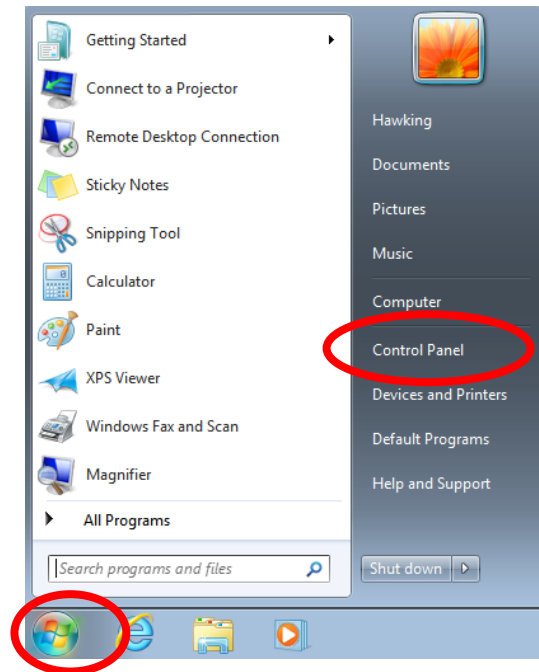 Getting Started
Connect to a Projector
Remote Desktop Connection
Sticky Notes
Snipping Tool
Calculator
Paint
XPS Viewer
Windows Fax and Scan
Magnifier
All Programs
Search programs and files
Hawking
Documents
Pictures
Music
Computer
Control Panel
Devices and Printers
Default Programs
Help and Support
Shut down